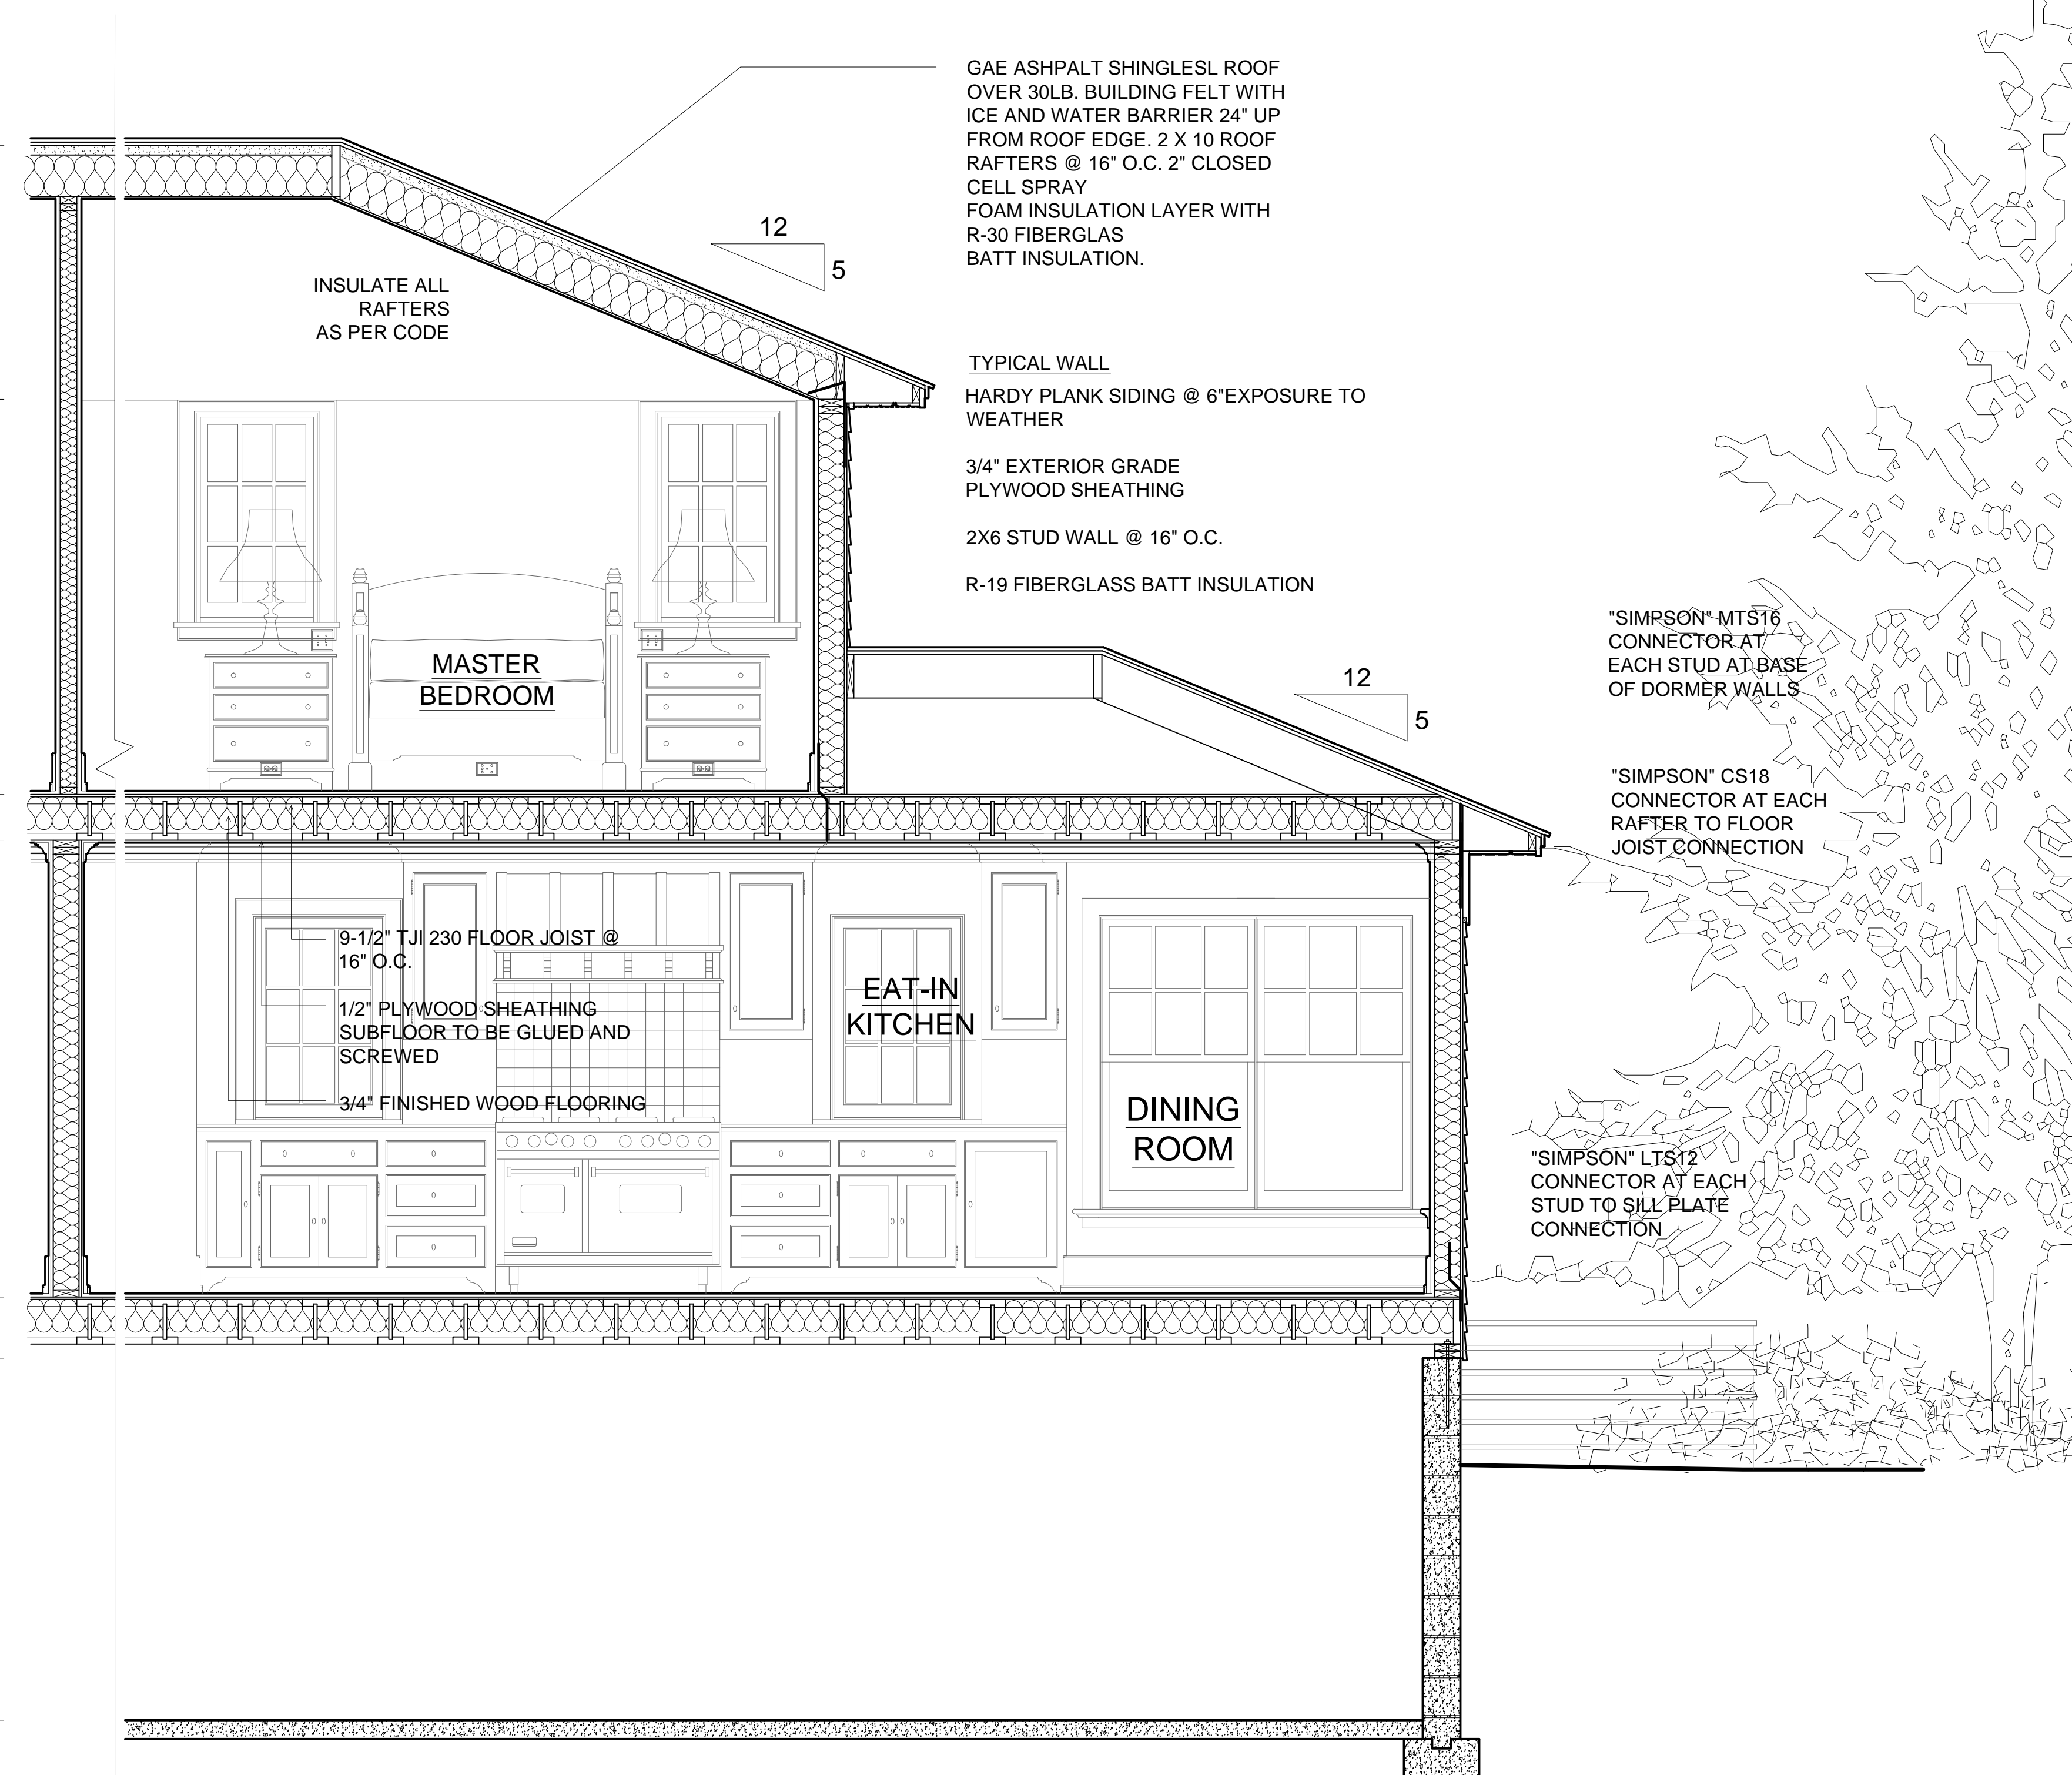 GAE ASHPALT SHINGLESL ROOF
OVER 30LB. BUILDING FELT WITH
ICE AND WATER BARRIER 24" UP
FROM ROOF EDGE. 2 X 10 ROOF
RAFTERS @ 16" O.C. 2" CLOSED
CELL SPRAY
FOAM INSULATION LAYER WITH
R-30 FIBERGLAS
BATT INSULATION.
12
5
INSULATE ALL
RAFTERS
AS PER CODE
TYPICAL WALL
HARDY PLANK SIDING @ 6"EXPOSURE TO
WEATHER
3/4" EXTERIOR GRADE
PLYWOOD SHEATHING
2X6 STUD WALL @ 16" O.C.
R-19 FIBERGLASS BATT INSULATION
MASTER
BEDROOM
12
5
"SIMPSON" MTS16
CONNECTOR AT
EACH STUD AT BASE
OF DORMER WALLS
"SIMPSON" CS18
CONNECTOR AT EACH
RAFTER TO FLOOR
JOIST CONNECTION
9-1/2" TJI 230 FLOOR JOIST @
16" O.C.
1/2" PLYWOOD SHEATHING
SUBFLOOR TO BE GLUED AND
SCREWED
3/4" FINISHED WOOD FLOORING
EAT-IN
KITCHEN
DINING
ROOM
"SIMPSON" LTS12
CONNECTOR AT EACH
STUD TO SILL PLATE
CONNECTION